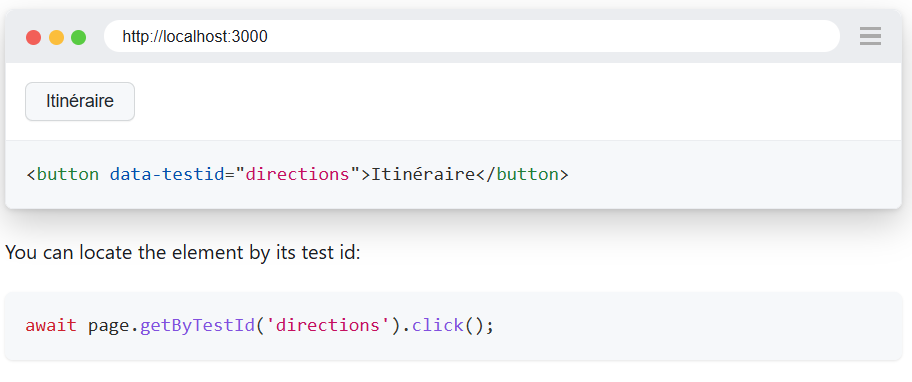 http://localhost:3000
Itinéraire
<button data-testid="directions">Itinéraire</button>
You can locate the element by its test id:
await page.getByTestId('directions').click();